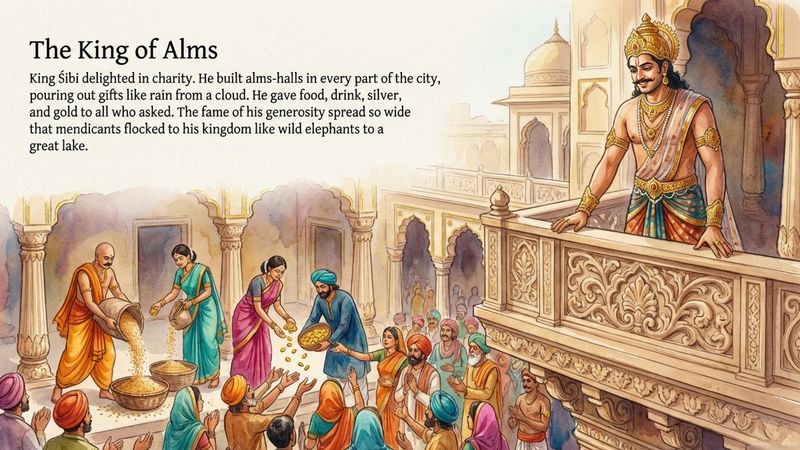 The King of Alms
King Śibi delighted in charity. He built alms-halls in every part of the city,
pouring out gifts like rain from a cloud. He gave food, drink, silver,
and gold to all who asked. The fame of his generosity spread so wide
that mendicants flocked to his kingdom like wild elephants to a
great lake.